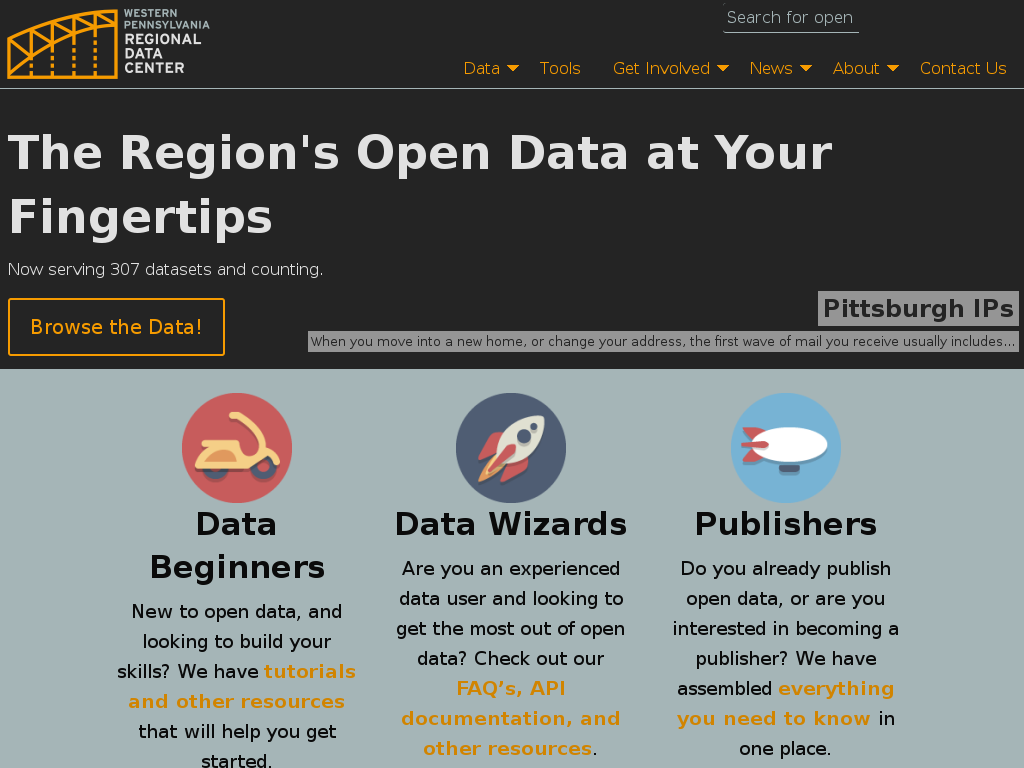 WESTERN
PENNSYLVANIA
REGIONAL
DATA
CENTER
Search for open
Data
Tools
Get Involved
News
About
Contact Us
The Region's Open Data at Your
Fingertips
Now serving 307 datasets and counting.
Browse the Data!
Pittsburgh IPs
When you move into a new home, or change your address, the first wave of mail you receive usually includes...
Data
Beginners
New to open data, and
looking to build your
skills? We have tutorials
and other resources
that will help you get
started.
Data Wizards
Are you an experienced
data user and looking to
get the most out of open
data? Check out our
FAQ’s, API
documentation, and
other resources.
Publishers
Do you already publish
open data, or are you
interested in becoming a
publisher? We have
assembled everything
you need to know in
one place.